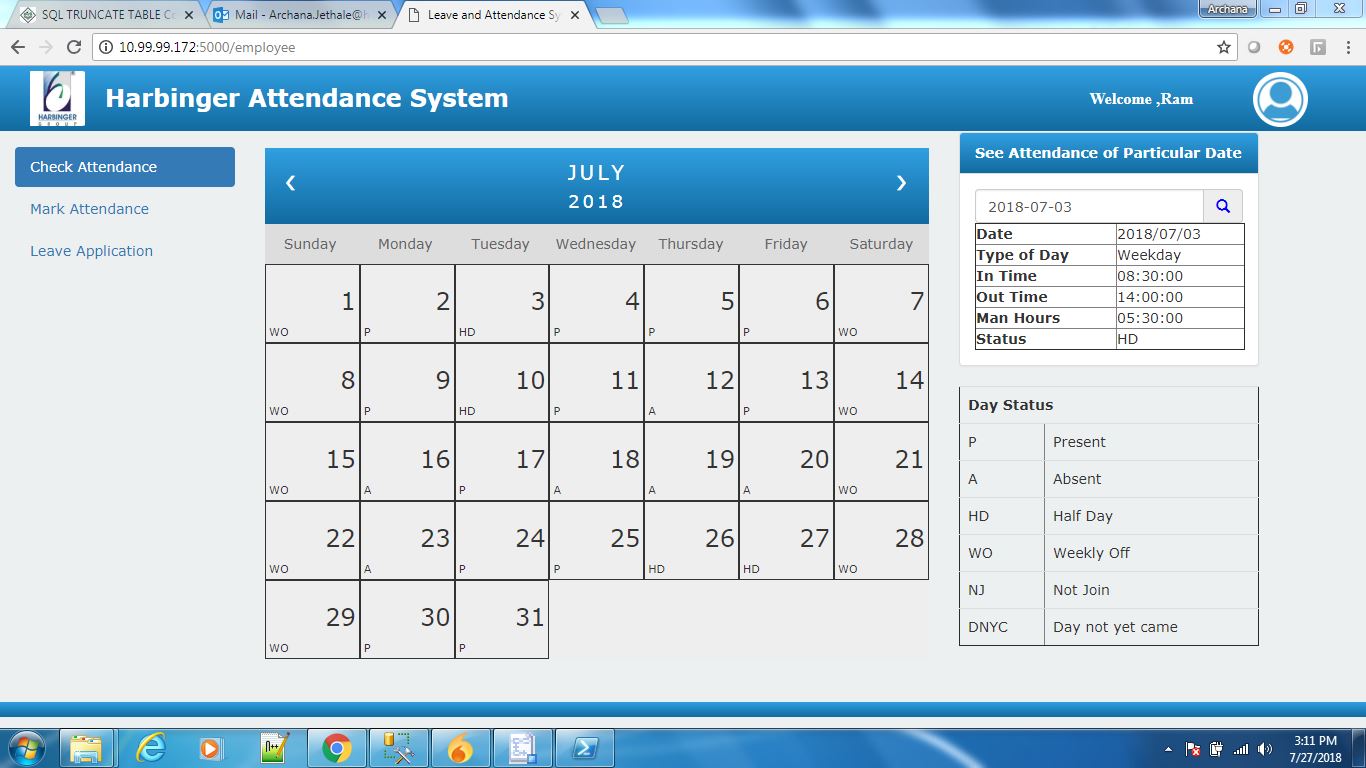 SQL TRUNCATE TABLE Co
Mail - Archana.Jethale@h
Leave and Attendance Sy
Archana
10.99.99.172:5000/employee
HARBINGER
GROUP
Harbinger Attendance System
Welcome ,Ram
Check Attendance
Mark Attendance
Leave Application
❮
JULY
2018
❯
Sunday Monday Tuesday Wednesday Thursday Friday Saturday
1 2 3 4 5 6 7
WO P HD P P P WO
8 9 10 11 12 13 14
WO P HD P A P WO
15 16 17 18 19 20 21
WO A P A A A WO
22 23 24 25 26 27 28
WO A P P HD HD WO
29 30 31
WO P P
See Attendance of Particular Date
2018-07-03
Date 2018/07/03
Type of Day Weekday
In Time 08:30:00
Out Time 14:00:00
Man Hours 05:30:00
Status HD
Day Status
P Present
A Absent
HD Half Day
WO Weekly Off
NJ Not Join
DNYC Day not yet came
3:11 PM
7/27/2018